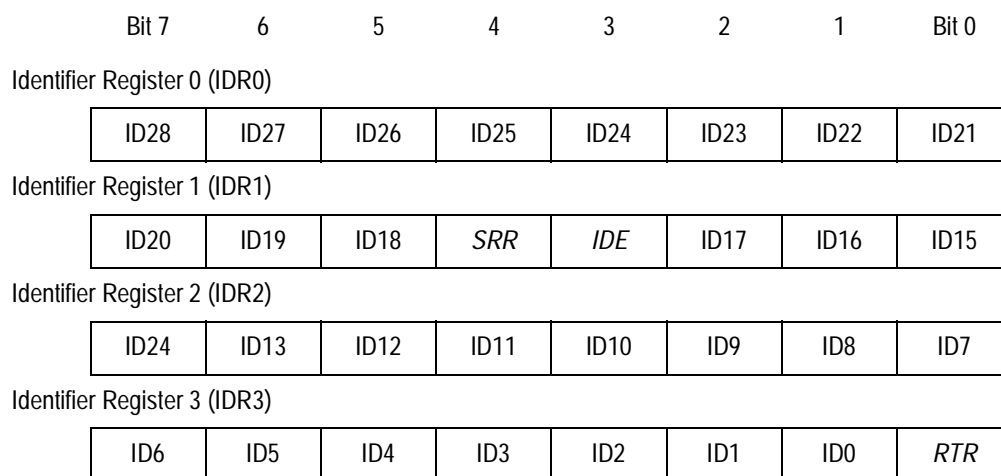 Bit 7 6 5 4 3 2 1 Bit 0
Identifier Register 0 (IDR0)
ID28 ID27 ID26 ID25 ID24 ID23 ID22 ID21
Identifier Register 1 (IDR1)
ID20 ID19 ID18 SRR IDE ID17 ID16 ID15
Identifier Register 2 (IDR2)
ID24 ID13 ID12 ID11 ID10 ID9 ID8 ID7
Identifier Register 3 (IDR3)
ID6 ID5 ID4 ID3 ID2 ID1 ID0 RTR